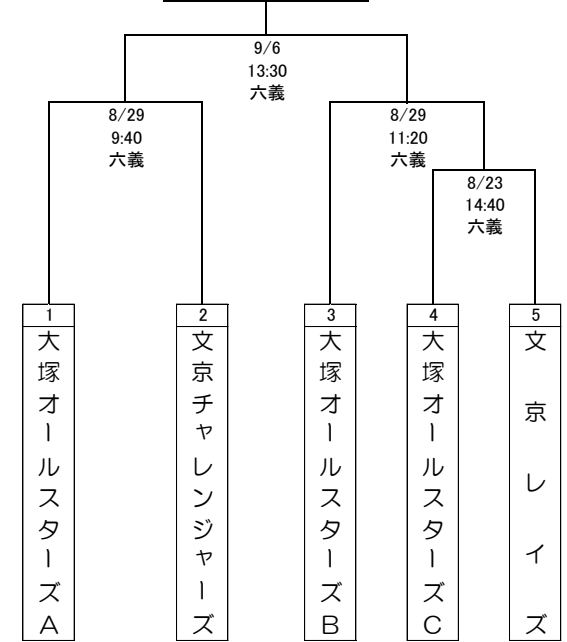 9/6
13:30
六義
8/29
9:40
六義
8/29
11:20
六義
8/23
14:40
六義
1
大塚オールスターズA
2
文京チャレンジャーズ
3
大塚オールスターズB
4
大塚オールスターズC
5
文京レイズ